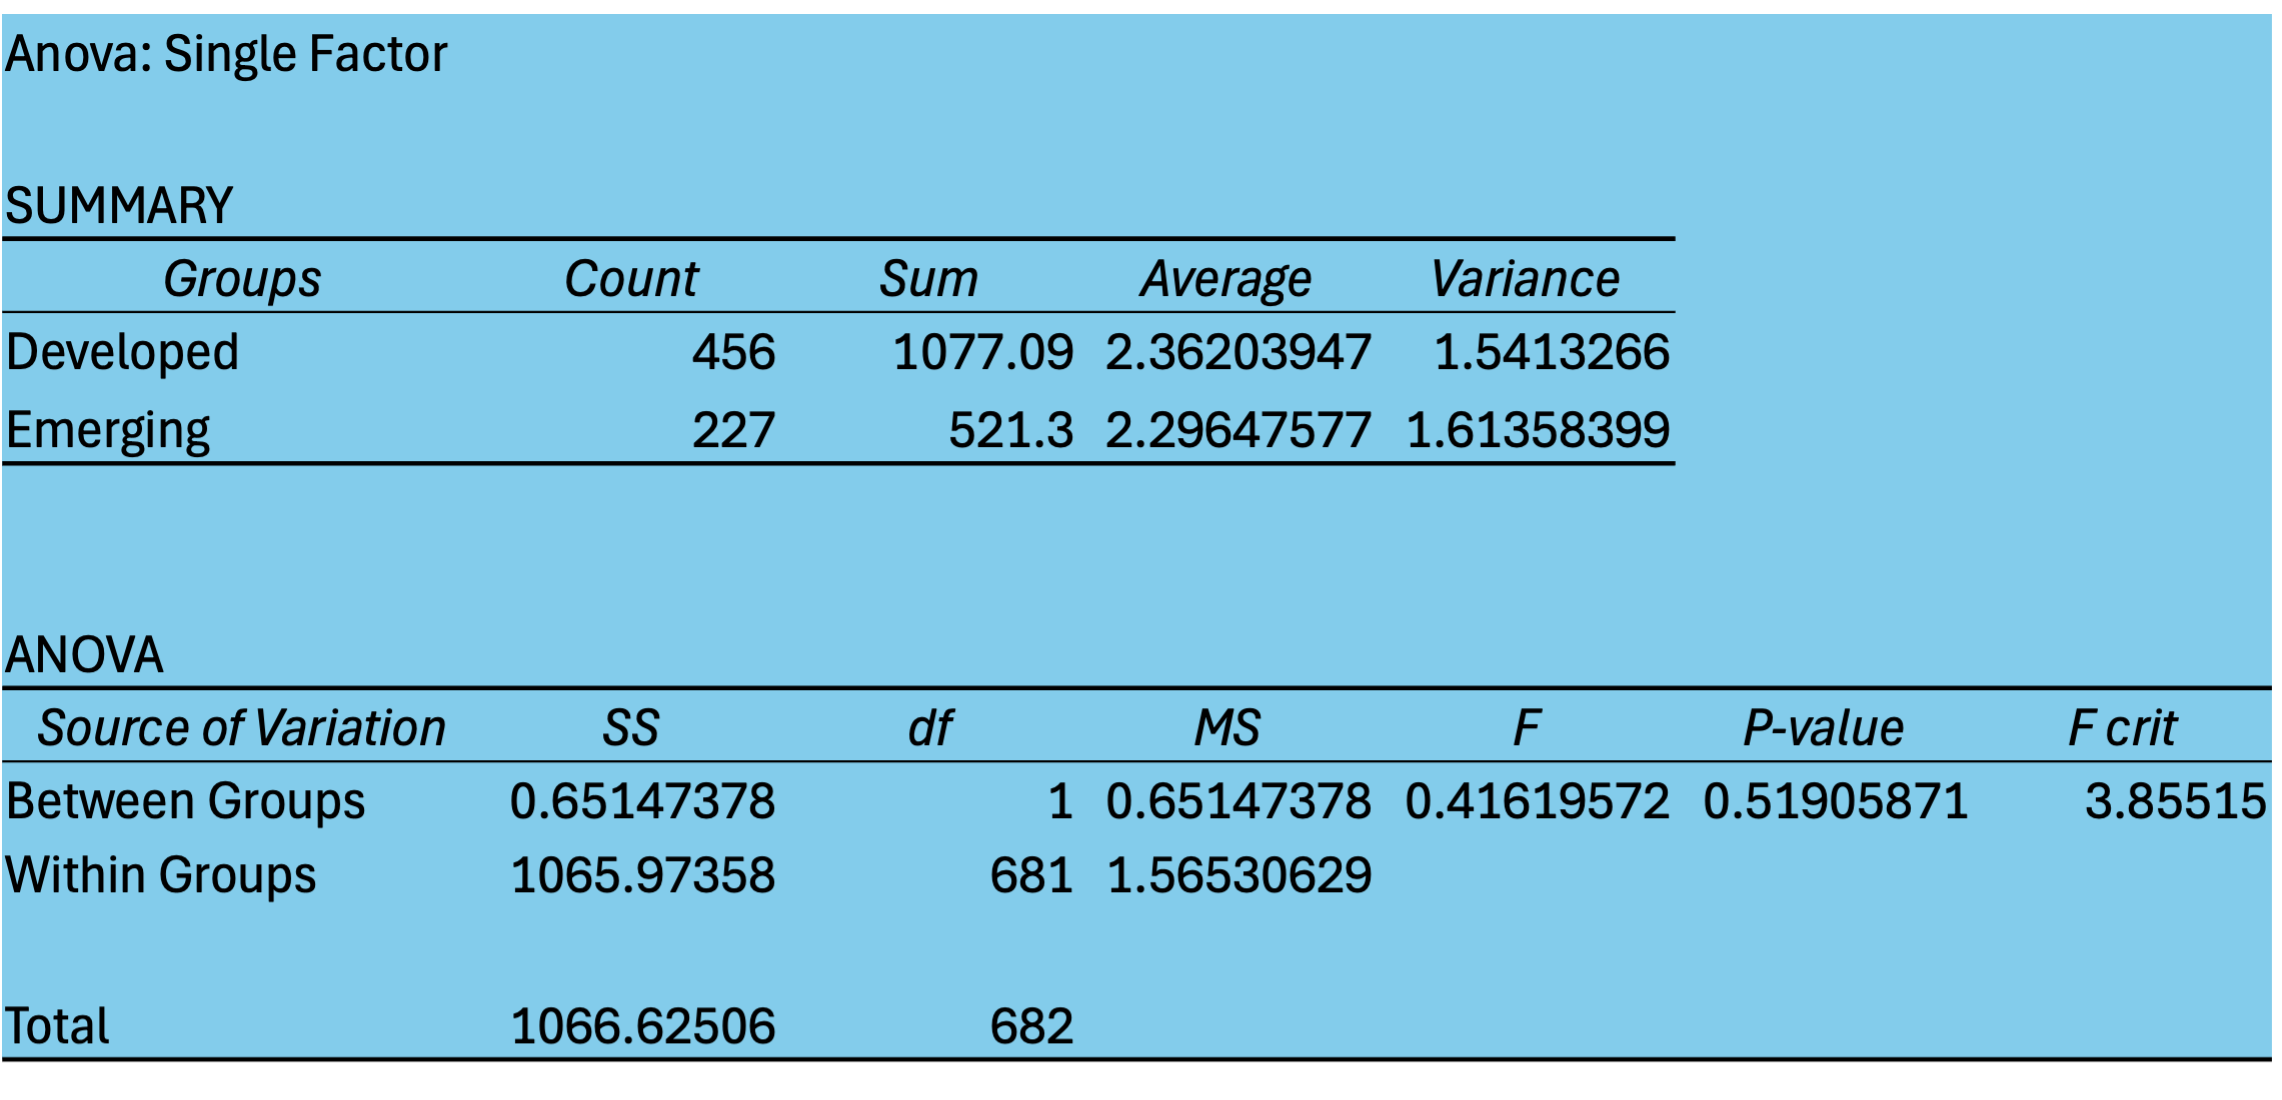 Anova: Single Factor
SUMMARY
Groups Count Sum Average Variance
Developed 456 1077.09 2.36203947 1.5413266
Emerging 227 521.3 2.29647577 1.61358399
ANOVA
Source of Variation SS df MS F P-value F crit
Between Groups 0.65147378 1 0.65147378 0.41619572 0.51905871 3.85515
Within Groups 1065.97358 681 1.56530629
Total 1066.62506 682